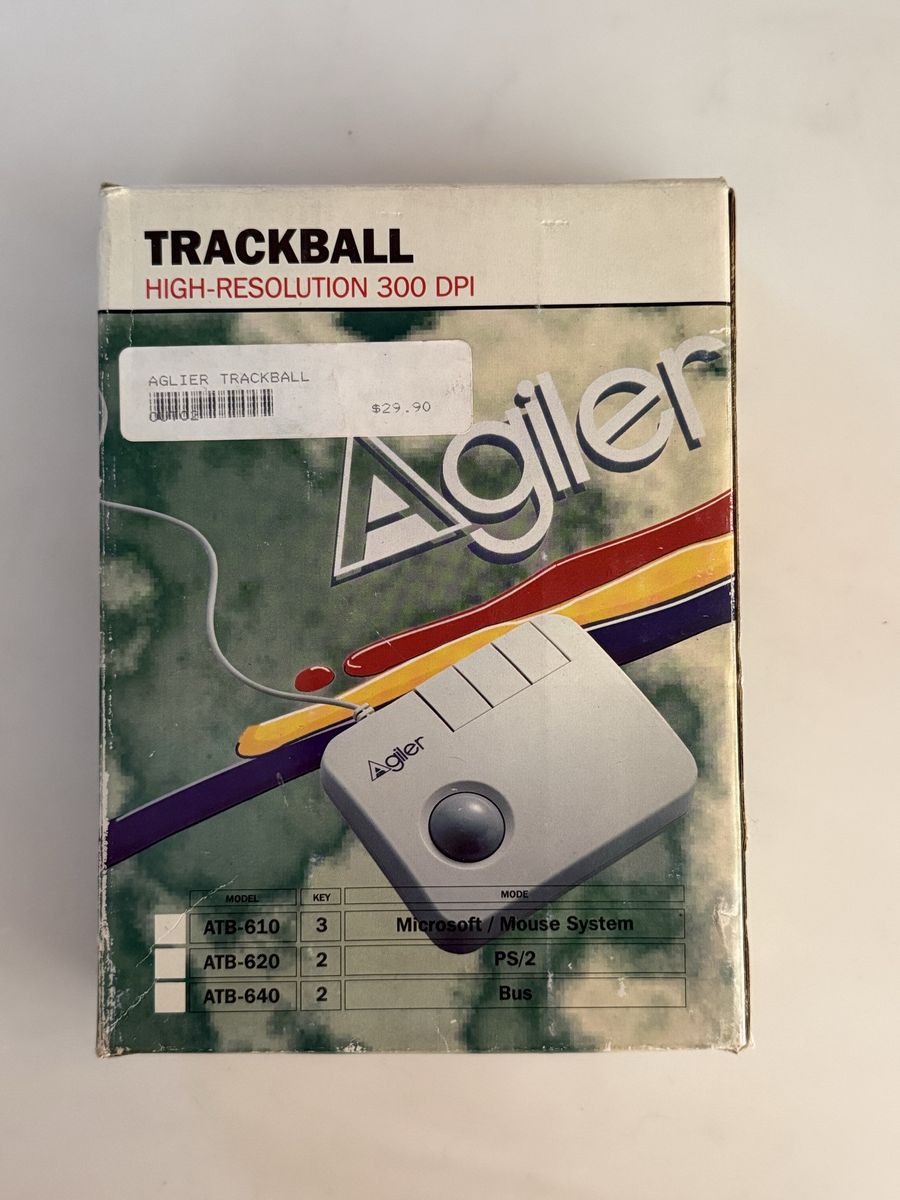 TRACKBALL
HIGH-RESOLUTION 300 DPI
AGLIER TRACKBALL
$29.90
Agiler
Agiler
MODEL KEY MODE
ATB-610 3 Microsoft / Mouse System
ATB-620 2 PS/2
ATB-640 2 Bus